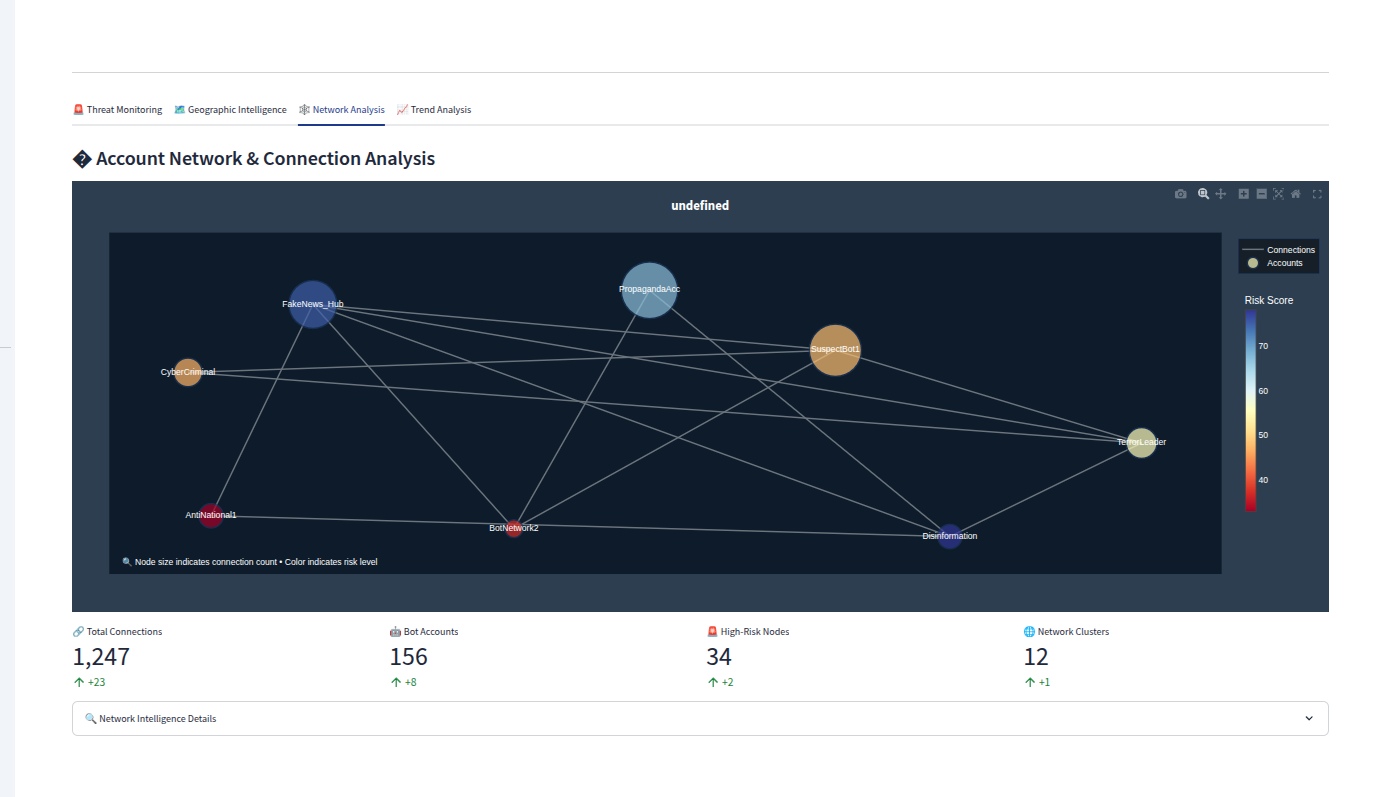 🚨 Threat Monitoring 🗺️ Geographic Intelligence 🕸️ Network Analysis 📈 Trend Analysis
� Account Network & Connection Analysis
undefined
Connections
Accounts
Risk Score
70
60
50
40
FakeNews_Hub
PropagandaAcc
SuspectBot1
CyberCriminal
TerrorLeader
AntiNational1
BotNetwork2
Disinformation
🔍 Node size indicates connection count • Color indicates risk level
🔗 Total Connections
1,247
↑ +23
🤖 Bot Accounts
156
↑ +8
🚨 High-Risk Nodes
34
↑ +2
🌐 Network Clusters
12
↑ +1
🔍 Network Intelligence Details